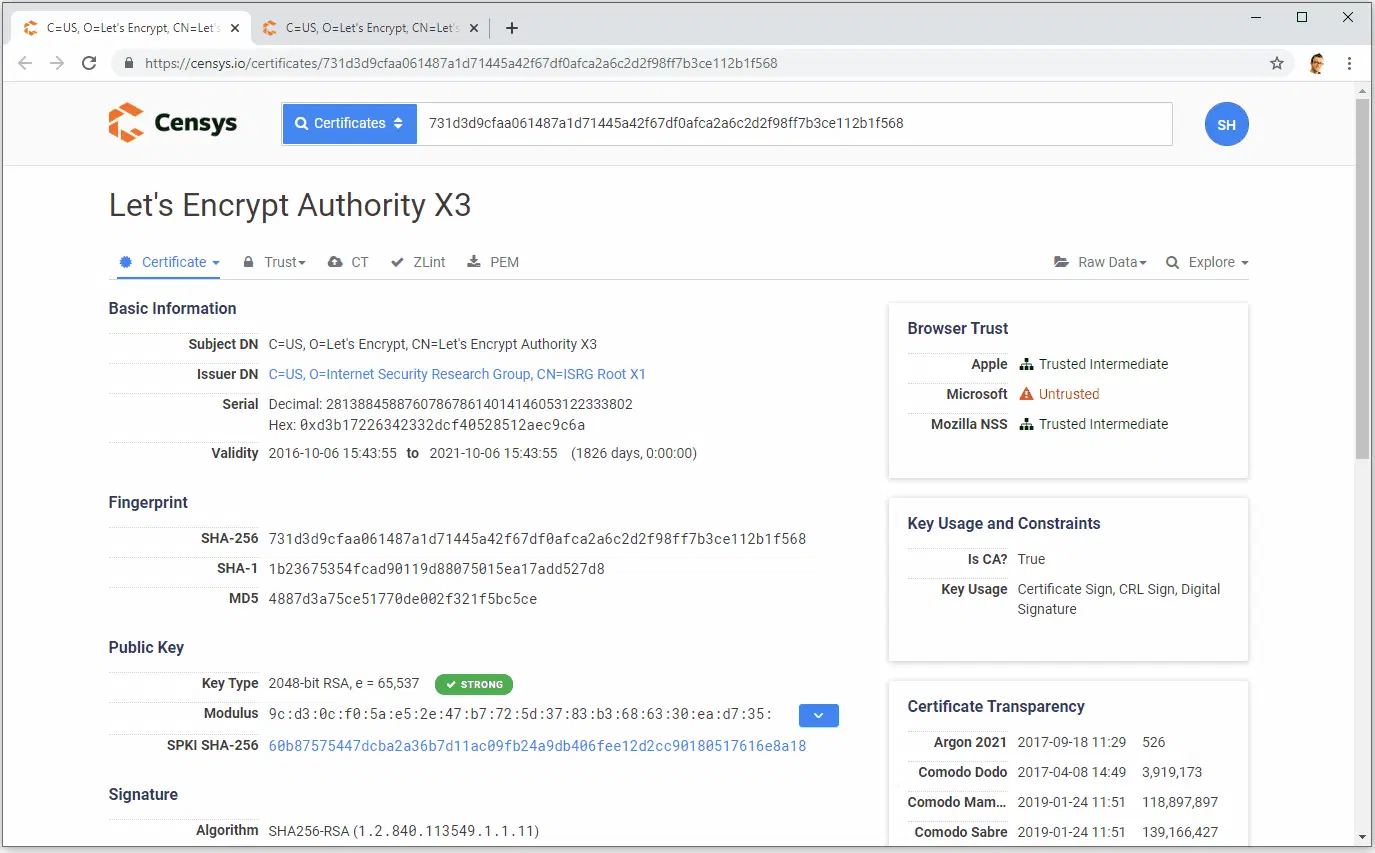 C=US, O=Let's Encrypt, CN=Let's
C=US, O=Let's Encrypt, CN=Let's
https://censys.io/certificates/731d3d9cfaa061487a1d71445a42f67df0afca2a6c2d2f98ff7b3ce112b1f568
Censys
Certificates
731d3d9cfaa061487a1d71445a42f67df0afca2a6c2d2f98ff7b3ce112b1f568
SH
Let's Encrypt Authority X3
Certificate Trust CT ZLint PEM Raw Data Explore
Basic Information
Subject DN C=US, O=Let's Encrypt, CN=Let's Encrypt Authority X3
Issuer DN C=US, O=Internet Security Research Group, CN=ISRG Root X1
Serial Decimal: 281388458876078678614014146053122333802
Hex: 0xd3b17226342332dcf40528512aec9c6a
Validity 2016-10-06 15:43:55 to 2021-10-06 15:43:55 (1826 days, 0:00:00)
Fingerprint
SHA-256 731d3d9cfaa061487a1d71445a42f67df0afca2a6c2d2f98ff7b3ce112b1f568
SHA-1 1b23675354fcad90119d88075015ea17add527d8
MD5 4887d3a75ce51770de002f321f5bc5ce
Public Key
Key Type 2048-bit RSA, e = 65,537 STRONG
Modulus 9c:d3:0c:f0:5a:e5:2e:47:b7:72:5d:37:83:b3:68:63:30:ea:d7:35:
SPKI SHA-256 60b87575447dcba2a36b7d11ac09fb24a9db406fee12d2cc90180517616e8a18
Signature
Algorithm SHA256-RSA (1.2.840.113549.1.1.11)
Browser Trust
Apple Trusted Intermediate
Microsoft Untrusted
Mozilla NSS Trusted Intermediate
Key Usage and Constraints
Is CA? True
Key Usage Certificate Sign, CRL Sign, Digital
Signature
Certificate Transparency
Argon 2021 2017-09-18 11:29 526
Comodo Dodo 2017-04-08 14:49 3,919,173
Comodo Mam... 2019-01-24 11:51 118,897,897
Comodo Sabre 2019-01-24 11:51 139,166,427